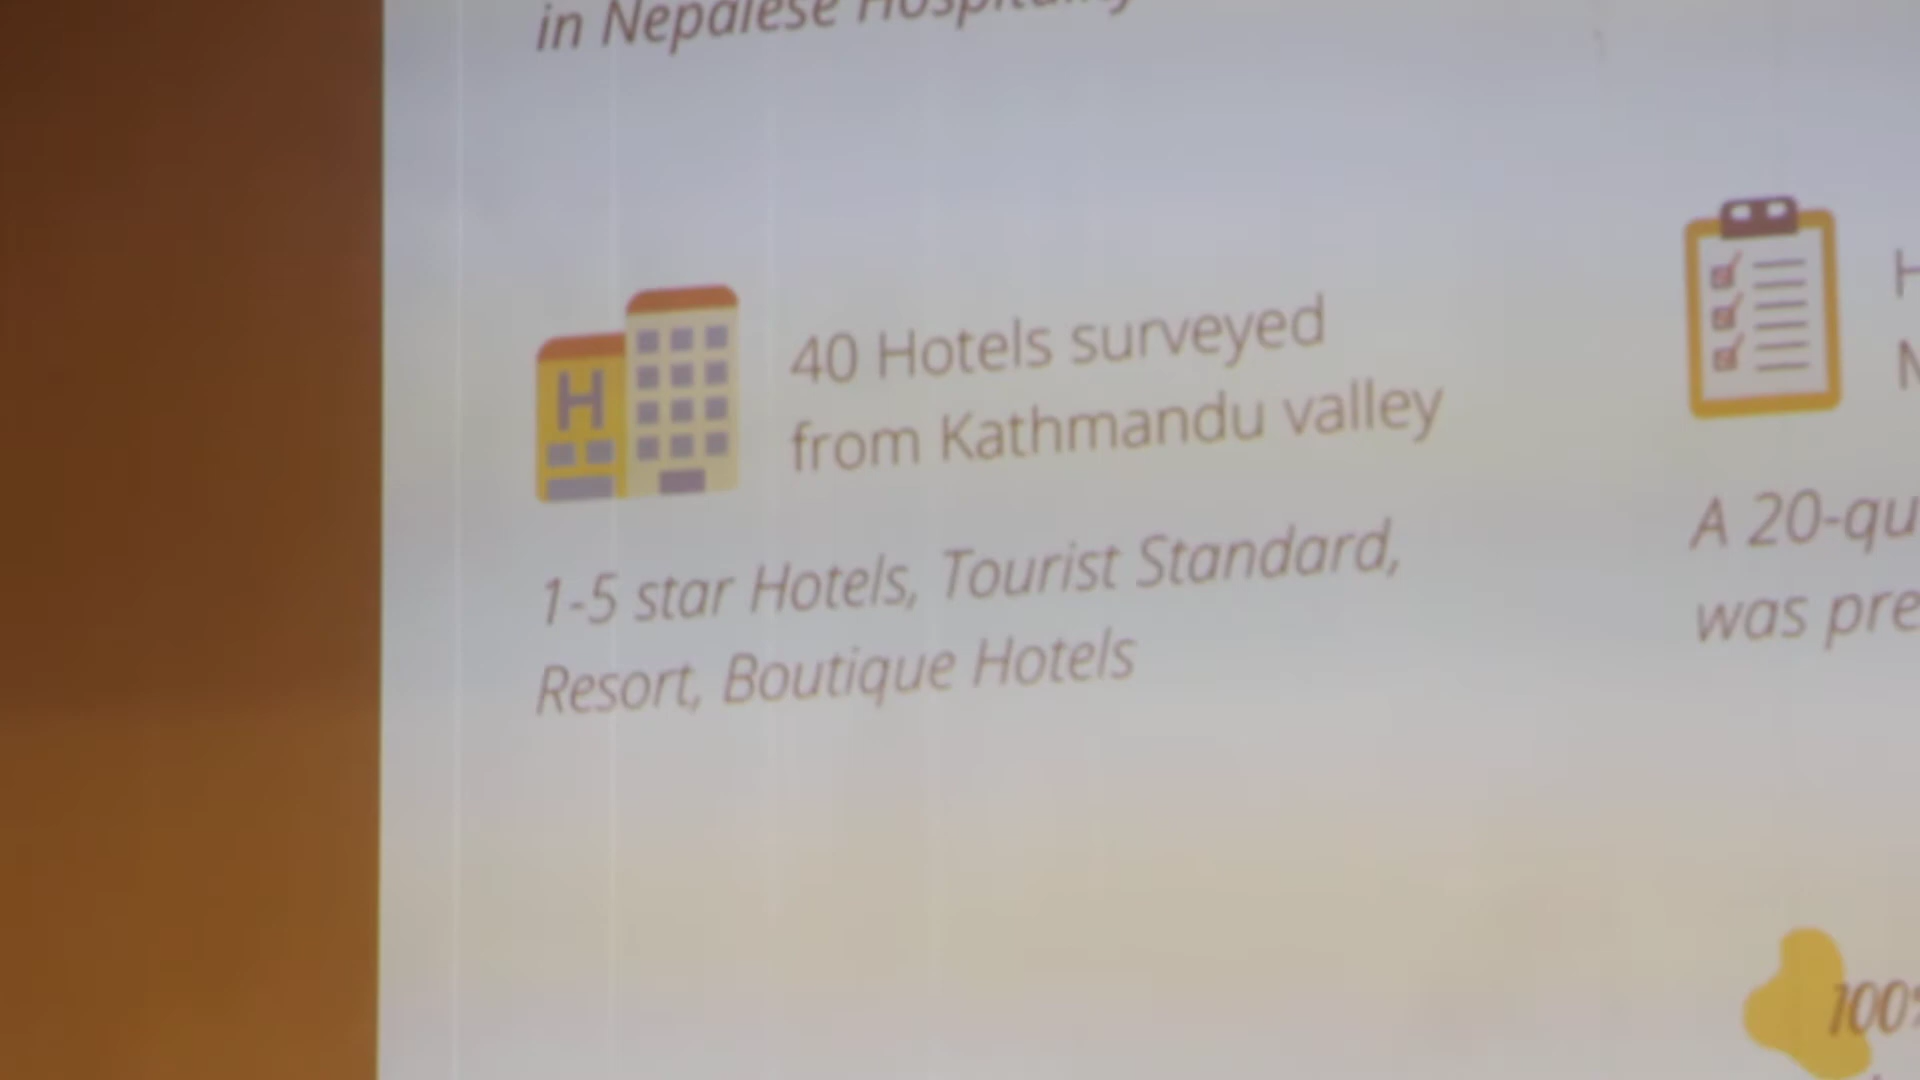 in Nepalese Hospitality
H
40 Hotels surveyed
from Kathmandu valley
1-5 star Hotels, Tourist Standard,
Resort, Boutique Hotels
A 20-qu
was pre
100%